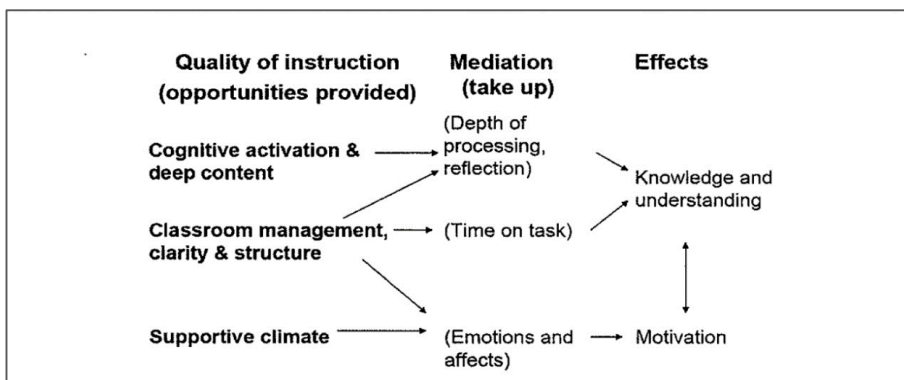 Quality of instruction
(opportunities provided)
Mediation
(take up)
Effects
Cognitive activation &
deep content
(Depth of
processing,
reflection)
Knowledge and
understanding
Classroom management,
clarity & structure
(Time on task)
Supportive climate
(Emotions and
affects)
Motivation